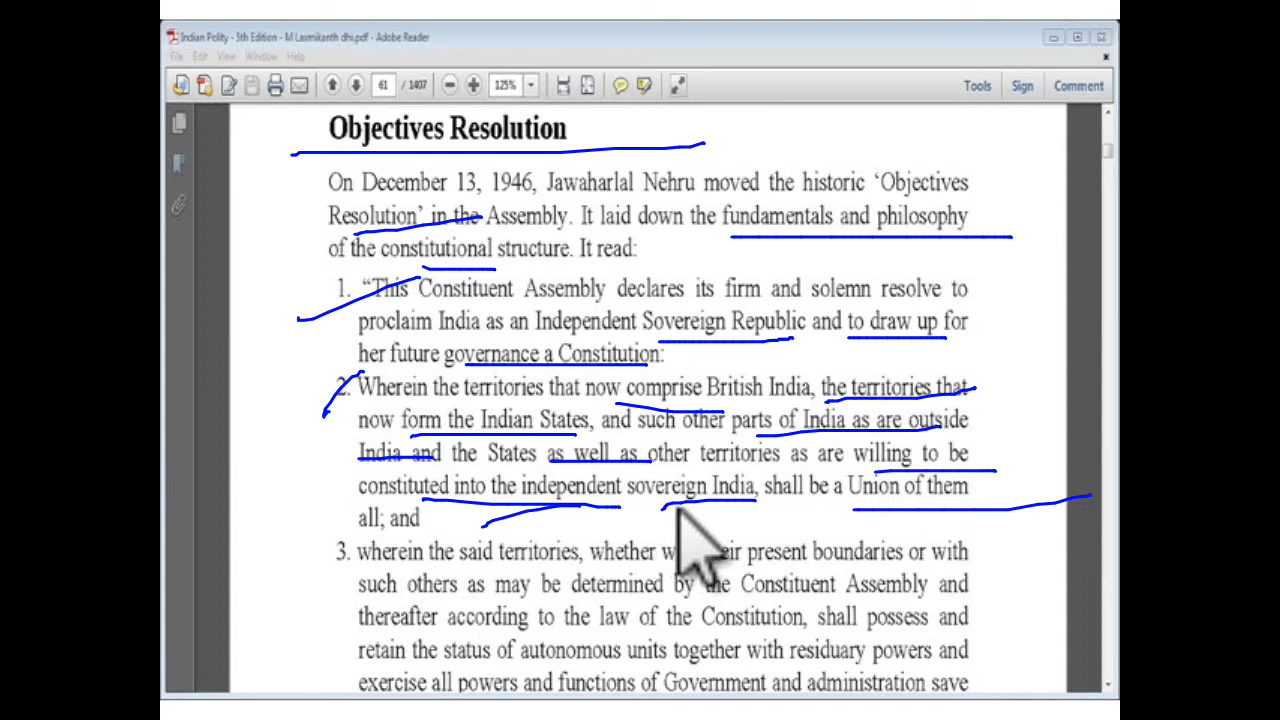 Indian Polity - 5th Edition - M Laxmikanth dhi.pdf - Adobe Reader
File Edit View Window Help
61 / 1407 125% Tools Sign Comment
Objectives Resolution
On December 13, 1946, Jawaharlal Nehru moved the historic ‘Objectives
Resolution’ in the Assembly. It laid down the fundamentals and philosophy
of the constitutional structure. It read:
1. “This Constituent Assembly declares its firm and solemn resolve to
proclaim India as an Independent Sovereign Republic and to draw up for
her future governance a Constitution:
2. Wherein the territories that now comprise British India, the territories that
now form the Indian States, and such other parts of India as are outside
India and the States as well as other territories as are willing to be
constituted into the independent sovereign India, shall be a Union of them
all; and
3. wherein the said territories, whether present boundaries or with
such others as may be determined by the Constituent Assembly and
thereafter according to the law of the Constitution, shall possess and
retain the status of autonomous units together with residuary powers and
exercise all powers and functions of Government and administration save